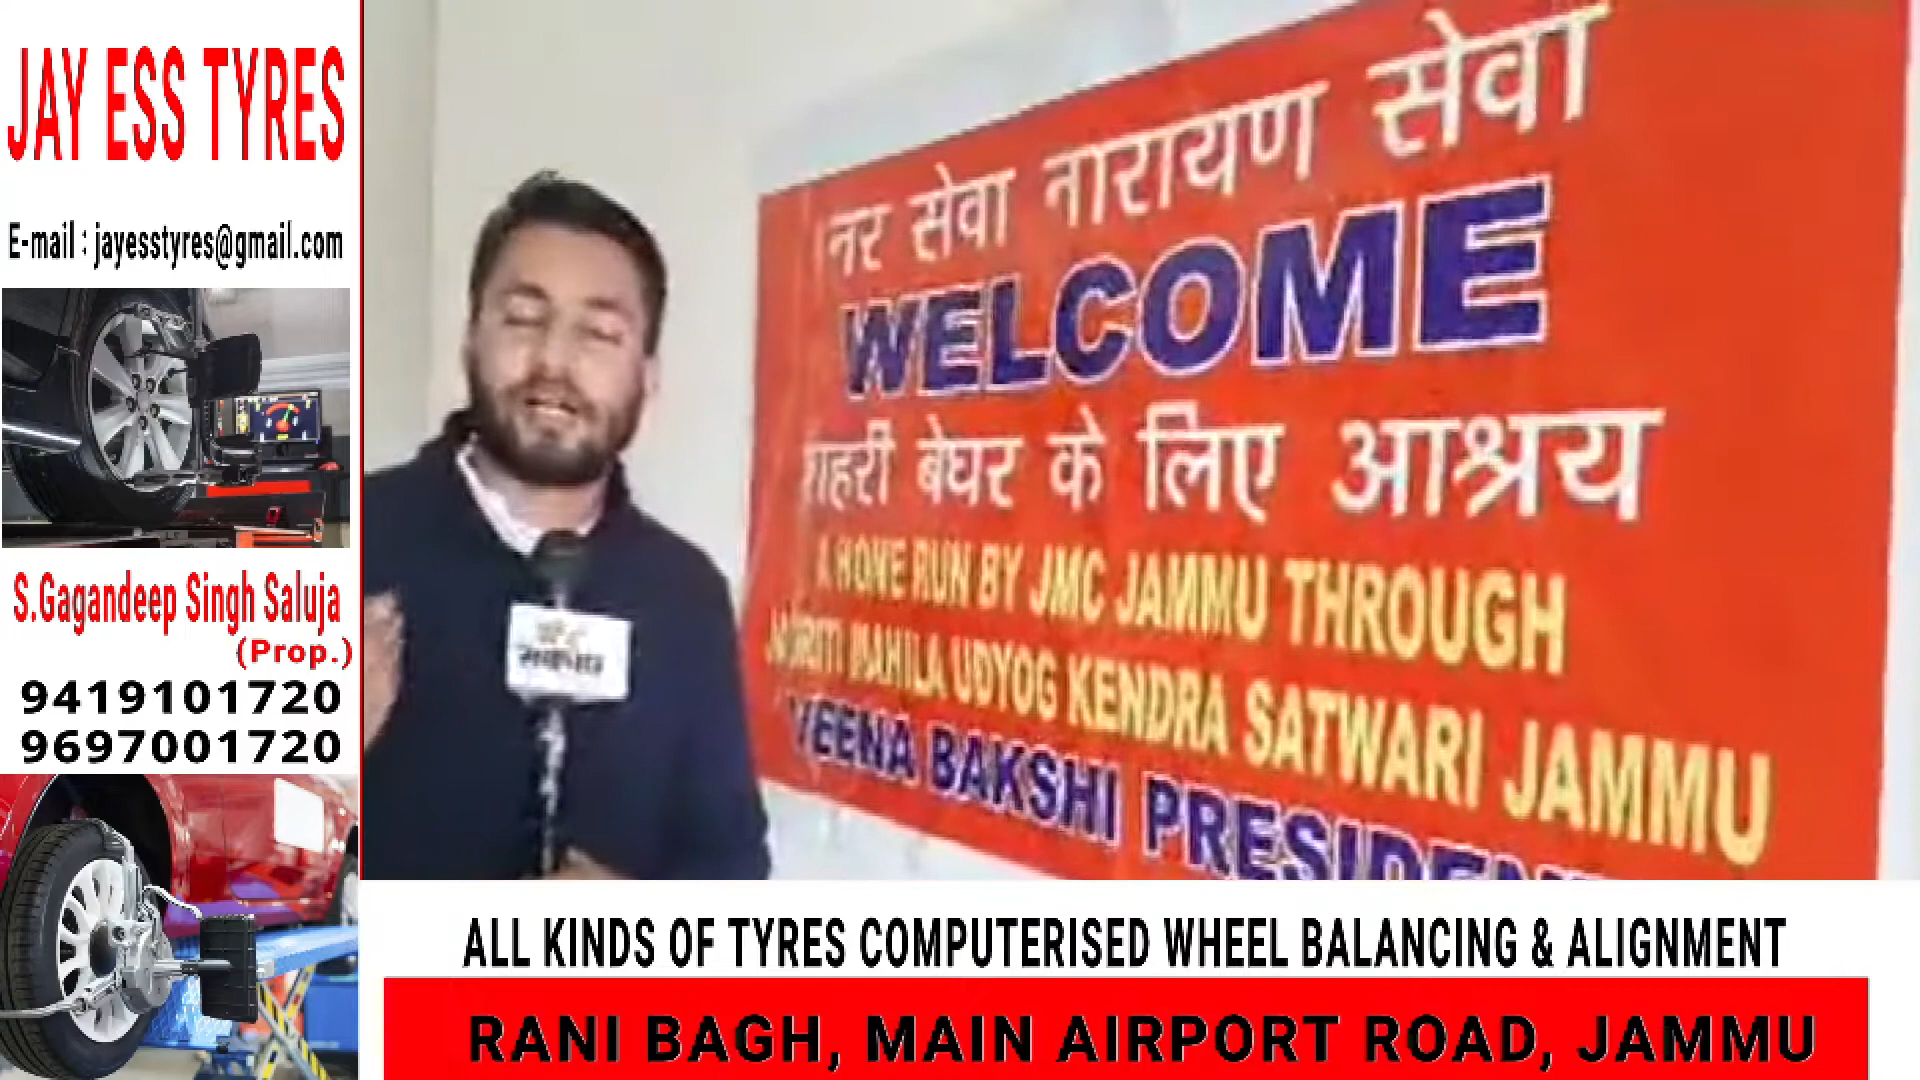 JAY ESS TYRES
E-mail : jayesstyres@gmail.com
S.Gagandeep Singh Saluja
(Prop.)
9419101720
9697001720
नर सेवा नारायण सेवा
WELCOME
शहरी बेघर के लिए आश्रय
A HOME RUN BY JMC JAMMU THROUGH
MAHILA UDYOG KENDRA SATWARI JAMMU
VEENA BAKSHI PRESIDENT
ALL KINDS OF TYRES COMPUTERISED WHEEL BALANCING & ALIGNMENT
RANI BAGH, MAIN AIRPORT ROAD, JAMMU